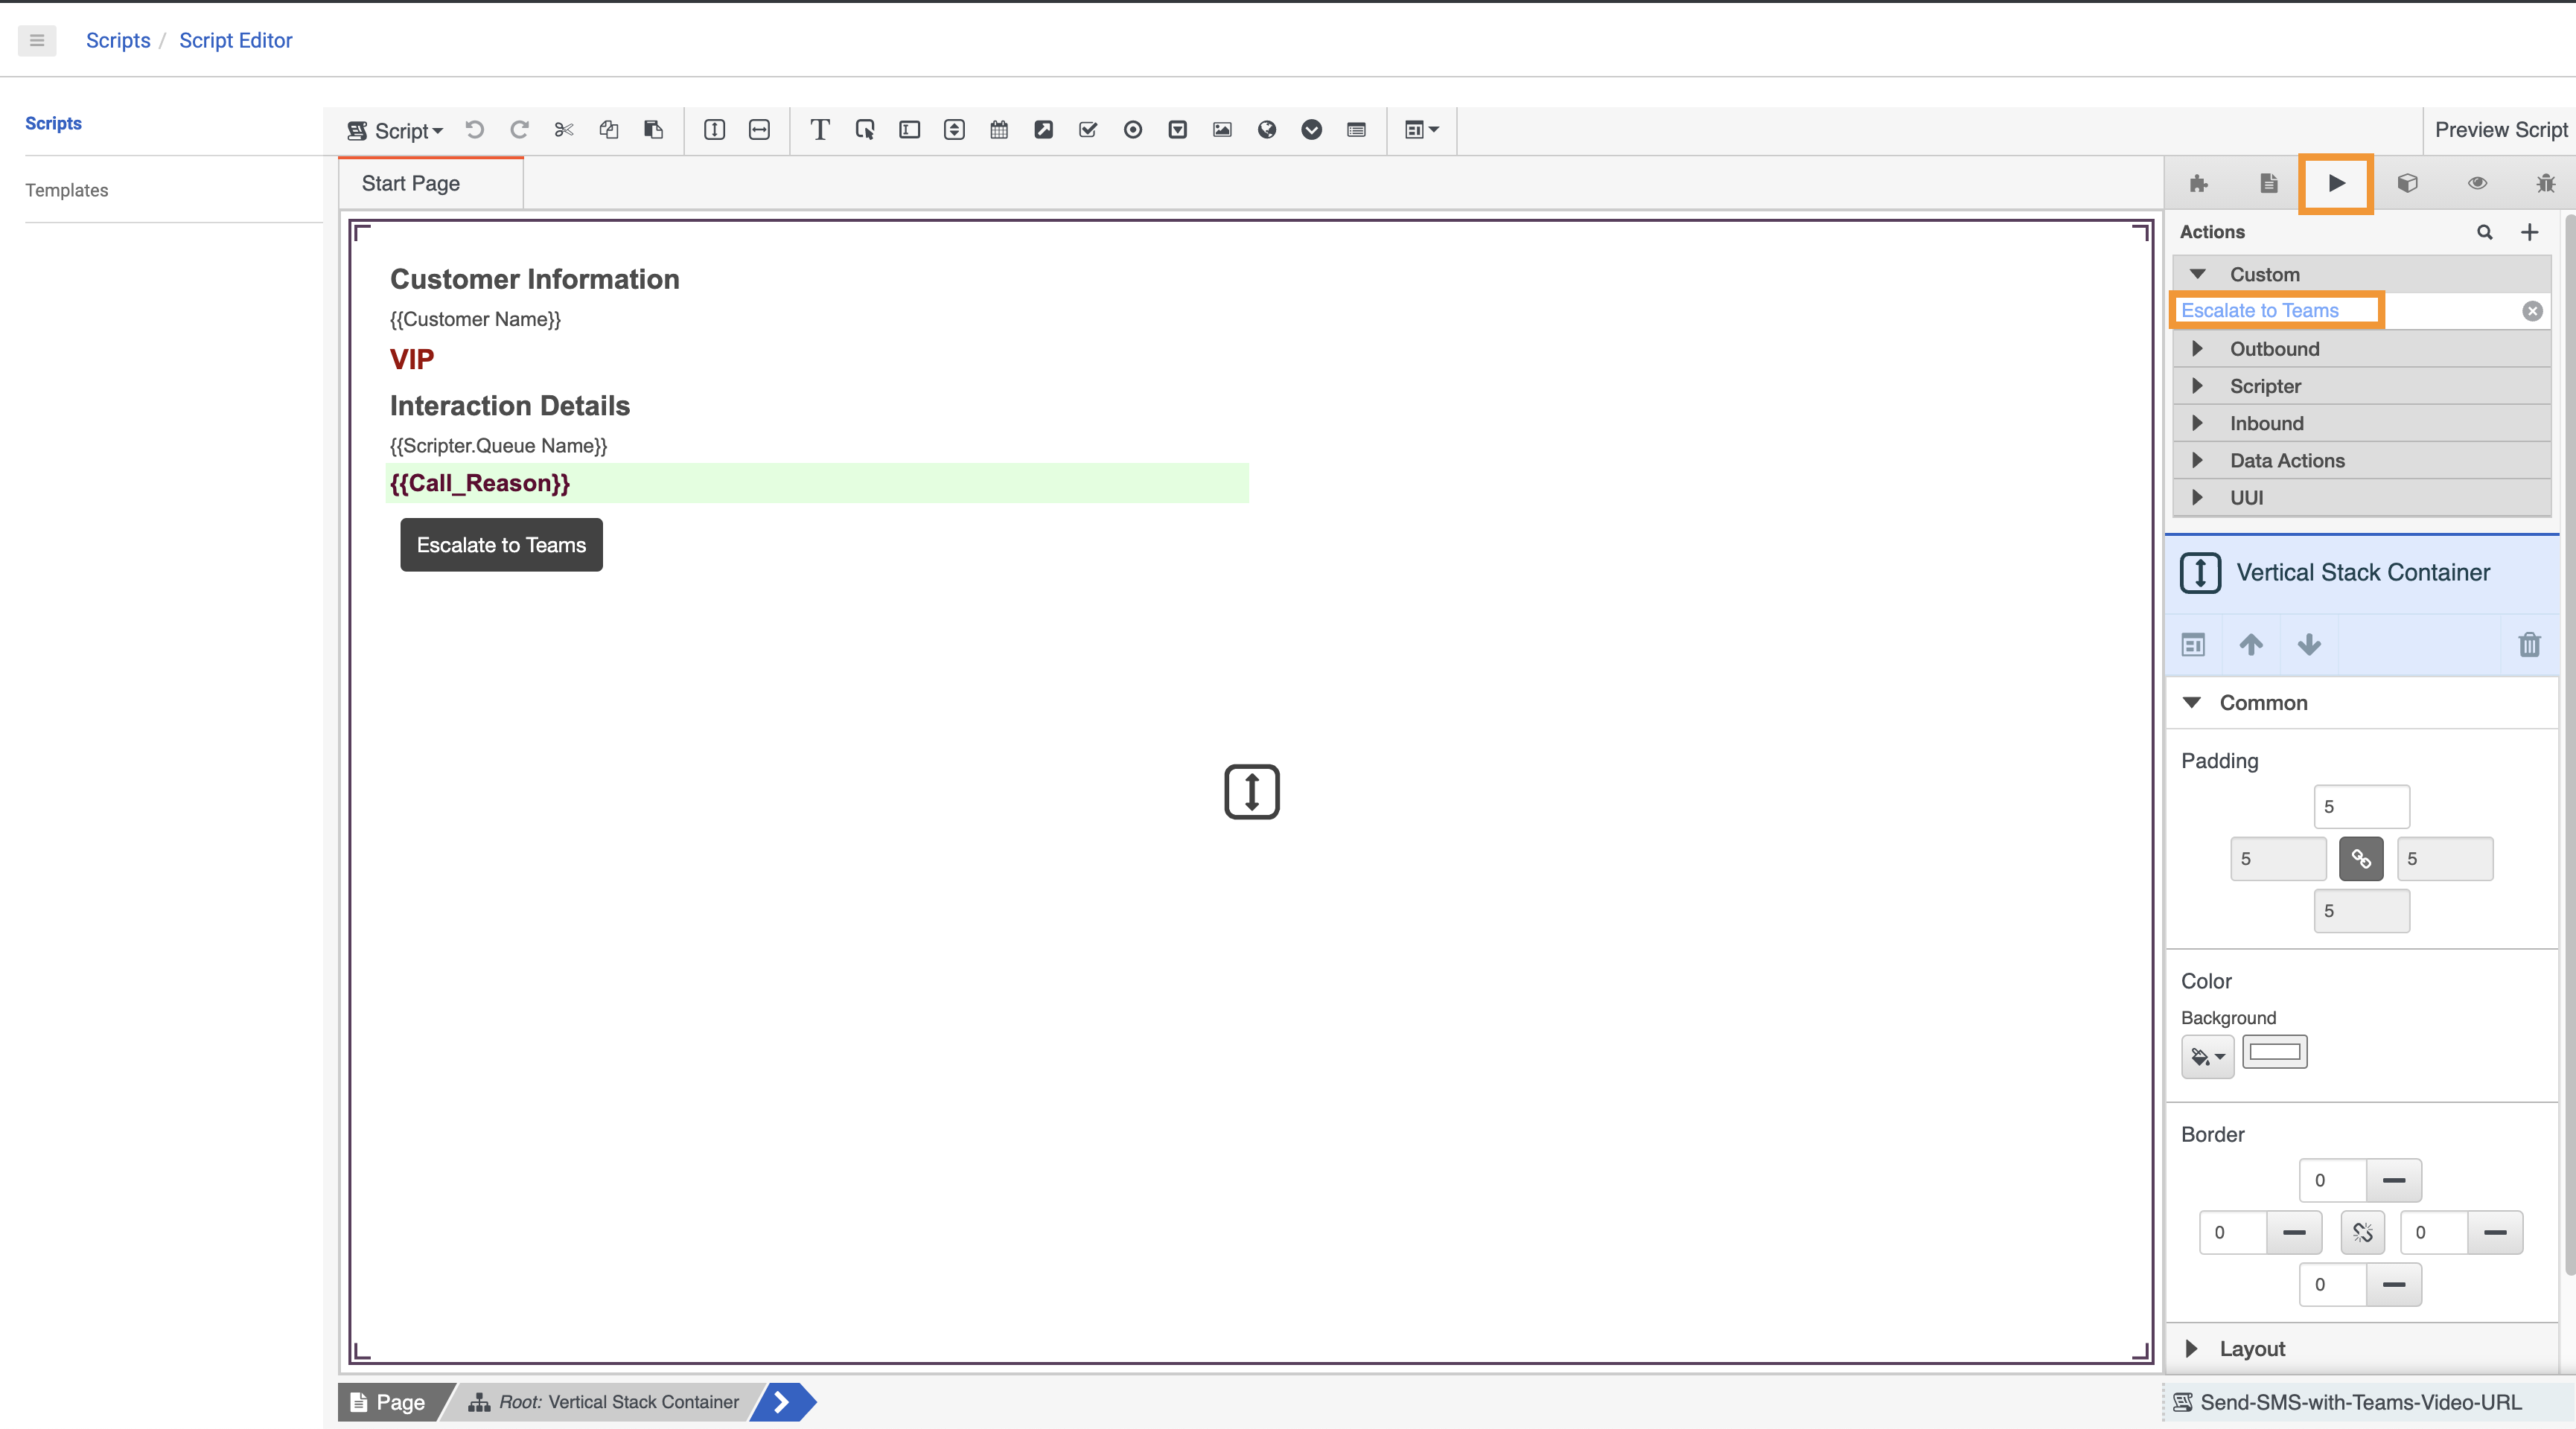 Scripts / Script Editor
Scripts
Templates
Script
Preview Script
Start Page
Customer Information
{{Customer Name}}
VIP
Interaction Details
{{Scripter.Queue Name}}
{{Call_Reason}}
Escalate to Teams
Actions
Custom
Escalate to Teams
Outbound
Scripter
Inbound
Data Actions
UUI
Vertical Stack Container
Common
Padding
5
5 5
5
Color
Background
Border
0
0 0
0
Layout
Page Root: Vertical Stack Container
Send-SMS-with-Teams-Video-URL